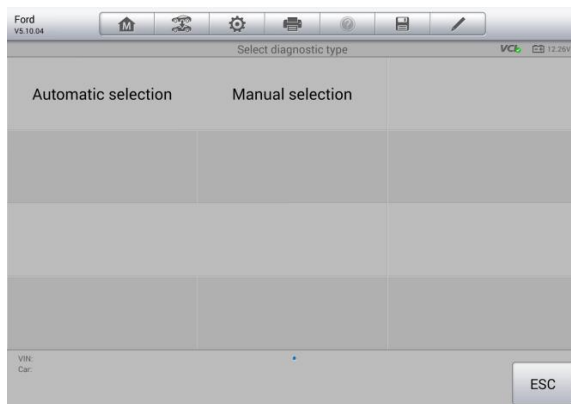 Ford
V5.10.04
Select diagnostic type
VCI
12.26V
Automatic selection
Manual selection
VIN:
Car:
ESC